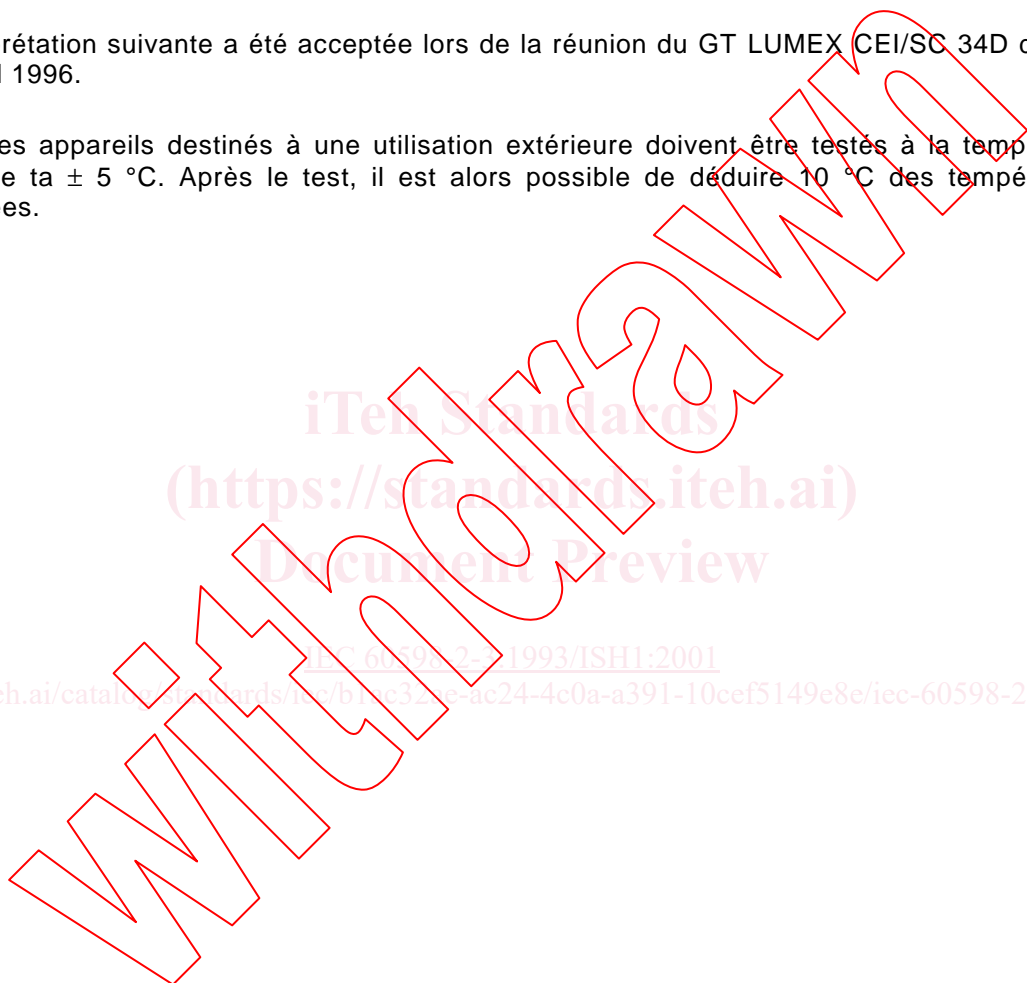 rétation suivante a été acceptée lors de la réunion du GT LUMEX CEI/SC 34D
1996.
es appareils destinés à une utilisation extérieure doivent être testés à la temp
e ta ± 5 °C. Après le test, il est alors possible de déduire 10 °C des tempé
es.
iTeh Standards
(https://standards.iteh.ai)
Document Preview
IEC 60598-2-3:1993/ISH1:2001
eh.ai/catalog/standards/iec/b1ac32ae-ac24-4c0a-a391-10cef5149e8e/iec-60598-2
withdrawn